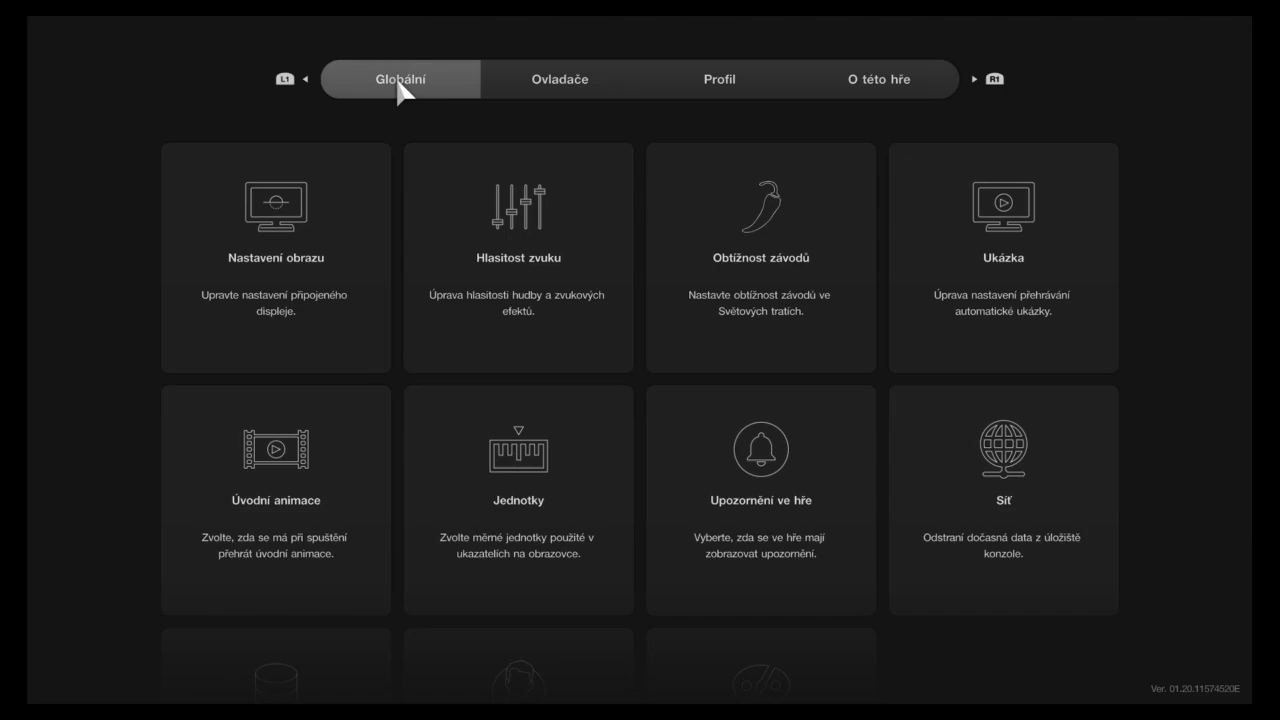 L1 Globální Ovladače Profil O této hře R1
Nastavení obrazu
Upravte nastavení připojeného
displeje.
Hlasitost zvuku
Úprava hlasitosti hudby a zvukových
efektů.
Obtížnost závodů
Nastavte obtížnost závodů ve
Světových tratích.
Ukázka
Úprava nastavení přehrávání
automatické ukázky.
Úvodní animace
Zvolte, zda se má při spuštění
přehrát úvodní animace.
Jednotky
Zvolte měrné jednotky použité v
ukazatelích na obrazovce.
Upozornění ve hře
Vyberte, zda se ve hře mají
zobrazovat upozornění.
Síť
Odstraní dočasná data z úložiště
konzole.
Ver. 01.20.11574520E